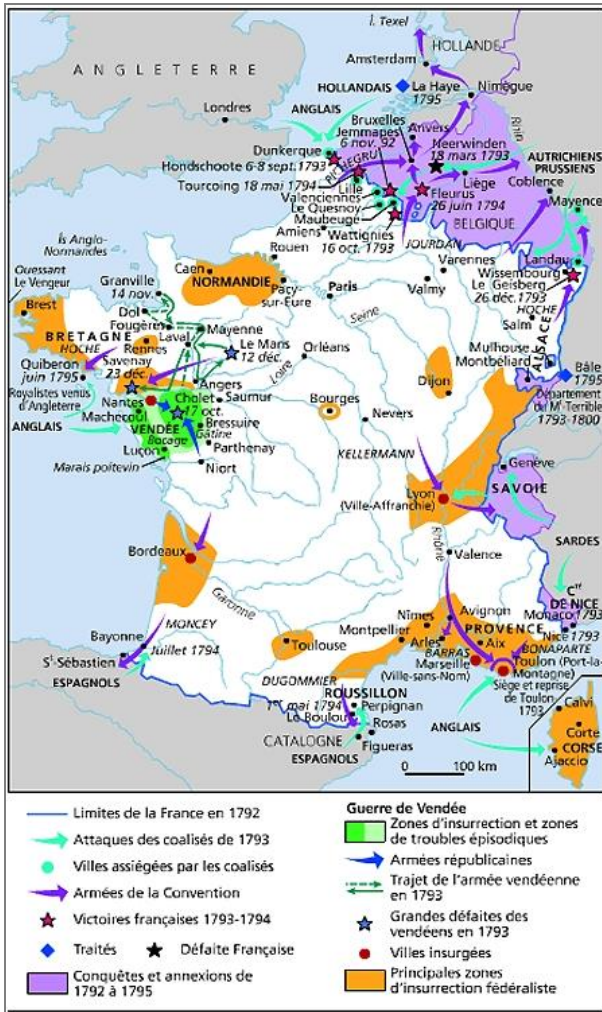 Î. Texel
HOLLANDE
ANGLETERRE
Amsterdam
HOLLANDAIS
La Haye
1795
Nimègue
Londres
ANGLAIS
Bruxelles
Anvers
Rhin
Jemmapes
6 nov. 92
Neerwinden
18 mars 1793
Dunkerque
PICHEGRU
AUTRICHIENS
PRUSSIENS
Hondschoote 6-8 sept.1793
Tourcoing 18 mai 1794
Lille
Liège
Coblence
Valenciennes
Fleurus
26 juin 1794
Mayence
Le Quesnoy
Maubeuge
BELGIQUE
Amiens
Wattignies
16 oct. 1793
JOURDAN
Landau
Îs Anglo-
Normandes
Rouen
Varennes
Wissembourg
Le Geisberg
26 déc.1793
Ouessant
Le Vengeur
Caen
NORMANDIE
Pacy-
sur-Eure
Paris
Valmy
HOCHE
Granville
14 nov.
Seine
Salm
ALSACE
Brest
Dol
Fougères
Mayenne
BRETAGNE
Laval
Le Mans
12 déc.
Orléans
Mulhouse
Montbéliard
HOCHE
Rennes
Loire
Bâle
1795
Quiberon
juin 1795
Savenay
23 déc.
Angers
Dijon
Royalistes venus
d'Angleterre
Nantes
Cholet
17 oct.
Saumur
Bourges
Département
du Mt Terrible
1793-1800
ANGLAIS
Machecoul
VENDÉE
Bressuire
Nevers
Bocage
Gâtine
Luçon
Parthenay
KELLERMANN
Genève
Marais poitevin
Niort
Lyon
(Ville-Affranchie)
SAVOIE
Rhône
SARDES
Bordeaux
Valence
Cté
DE NICE
Garonne
Avignon
Monaco 1793
Nîmes
PROVENCE
Nice 1793
Bayonne
MONCEY
Montpellier
Aix
BONAPARTE
Juillet 1794
Toulouse
Arles
BARRAS
Toulon (Port-la-
Montagne)
St-Sébastien
Marseille
(Ville-sans-Nom)
ESPAGNOLS
DUGOMMIER
ROUSSILLON
Siège et reprise
de Toulon
1793
1er mai 1794
Perpignan
Calvi
Le Boulou
ANGLAIS
Corte
CORSE
Rosas
CATALOGNE
Figueras
Ajaccio
ESPAGNOLS
100 km
Limites de la France en 1792
Attaques des coalisés de 1793
Villes assiégées par les coalisés
Armées de la Convention
Victoires françaises 1793-1794
Traités
Défaite Française
Conquêtes et annexions de
1792 à 1795
Guerre de Vendée
Zones d'insurrection et zones
de troubles épisodiques
Armées républicaines
Trajet de l'armée vendéenne
en 1793
Grandes défaites des
vendéens en 1793
Villes insurgées
Principales zones
d'insurrection fédéraliste